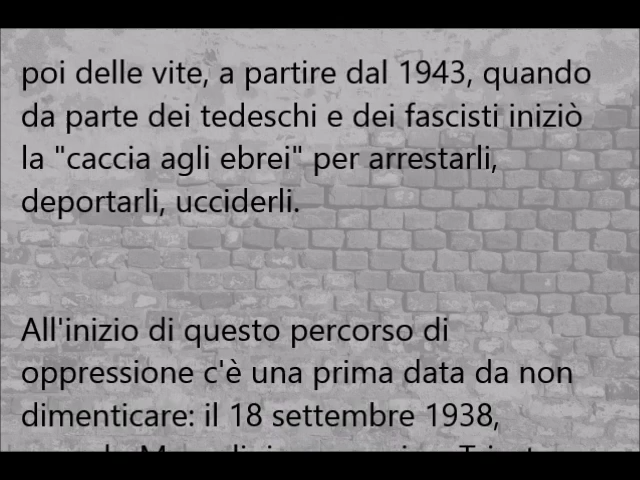 poi delle vite, a partire dal 1943, quando
da parte dei tedeschi e dei fascisti iniziò
la "caccia agli ebrei" per arrestarli,
deportarli, ucciderli.
All'inizio di questo percorso di
oppressione c'è una prima data da non
dimenticare: il 18 settembre 1938,